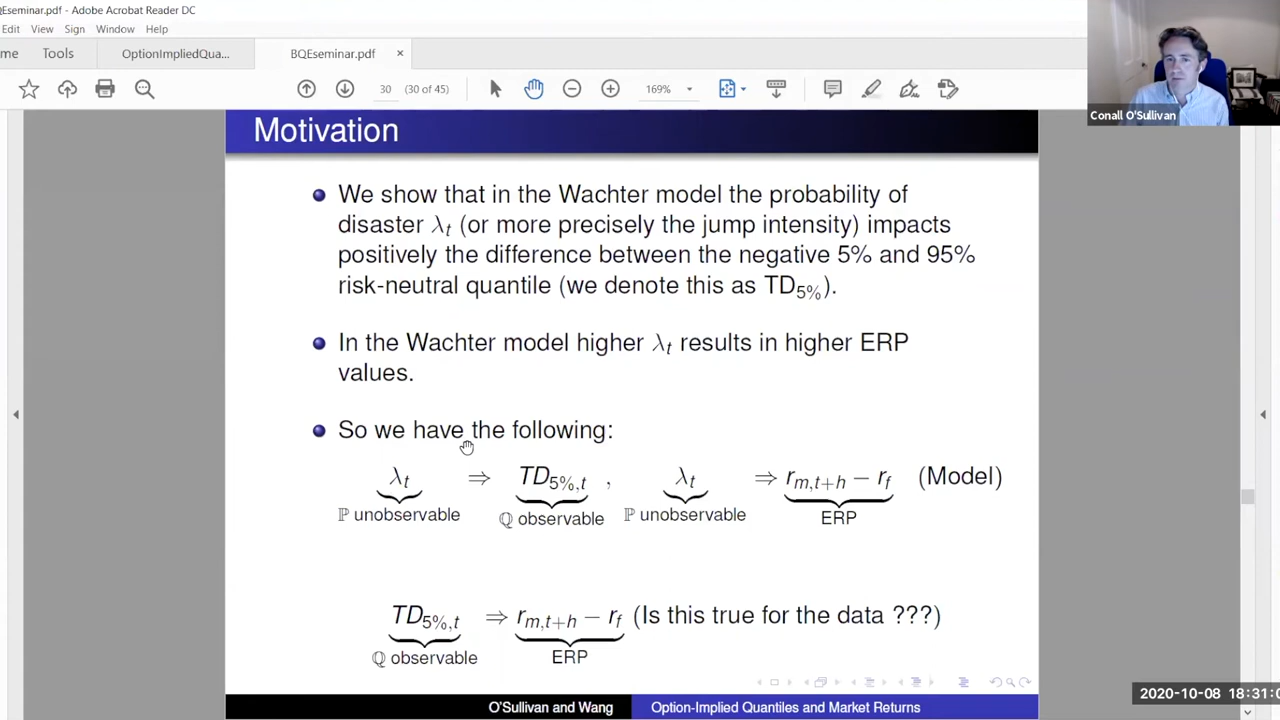 QEseminar.pdf - Adobe Acrobat Reader DC
Edit View Sign Window Help
me Tools OptionImpliedQua... BQEseminar.pdf ×
30 (30 of 45) 169%
Conall O'Sullivan
Motivation
We show that in the Wachter model the probability of
disaster λt (or more precisely the jump intensity) impacts
positively the difference between the negative 5% and 95%
risk-neutral quantile (we denote this as TD5%).
In the Wachter model higher λt results in higher ERP
values.
So we have the following:
λt ⇒ TD5%,t , λt ⇒ rm,t+h − rf (Model)
ℙ unobservable ℚ observable ℙ unobservable ERP
TD5%,t ⇒ rm,t+h − rf (Is this true for the data ???)
ℚ observable ERP
O'Sullivan and Wang Option-Implied Quantiles and Market Returns
2020-10-08 18:31:0